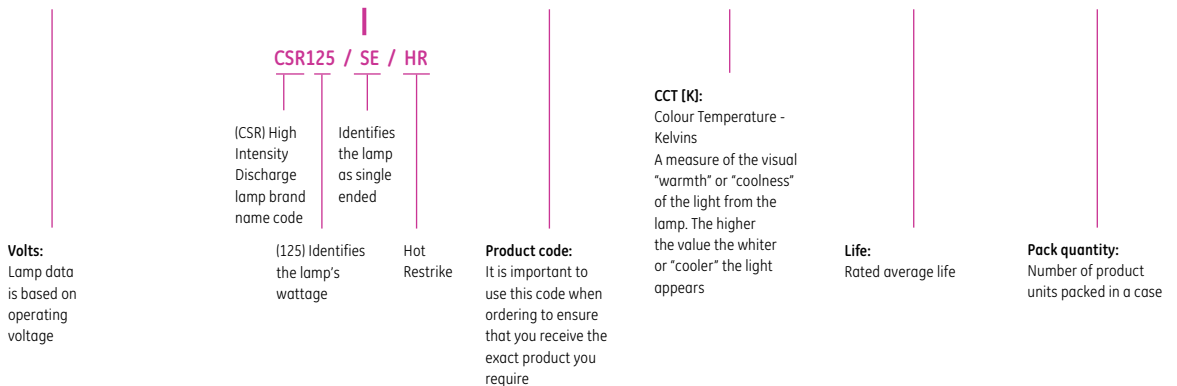 CSR125 / SE / HR
(CSR) High
Intensity
Discharge
lamp brand
name code
Identifies
the lamp
as single
ended
CCT [K]:
Colour Temperature -
Kelvins
A measure of the visual
“warmth” or “coolness”
of the light from the
lamp. The higher
the value the whiter
or “cooler” the light
appears
Volts:
Lamp data
is based on
operating
voltage
(125) Identifies
the lamp’s
wattage
Hot
Restrike
Product code:
It is important to
use this code when
ordering to ensure
that you receive the
exact product you
require
Life:
Rated average life
Pack quantity:
Number of product
units packed in a case